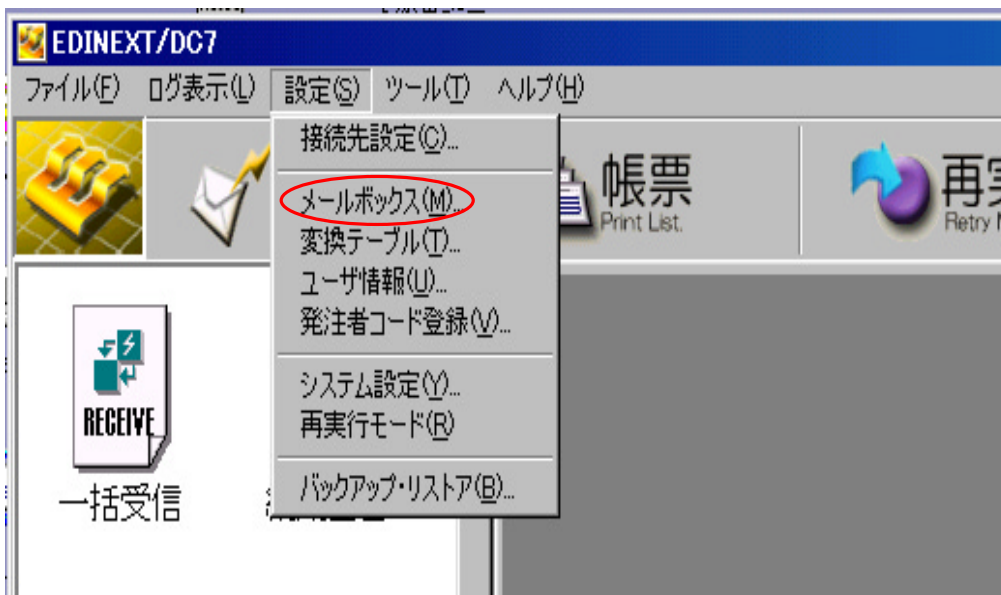 EDINEXT/DC7
ファイル(F) ログ表示(L) 設定(S) ツール(T) ヘルプ(H)
接続先設定(C)...
メールボックス(M)...
変換テーブル(T)...
ユーザ情報(U)...
発注者コード登録(V)...
システム設定(Y)...
再実行モード(R)
バックアップ・リストア(B)...
帳票
Print List.
再
Retry
RECEIVE
一括受信